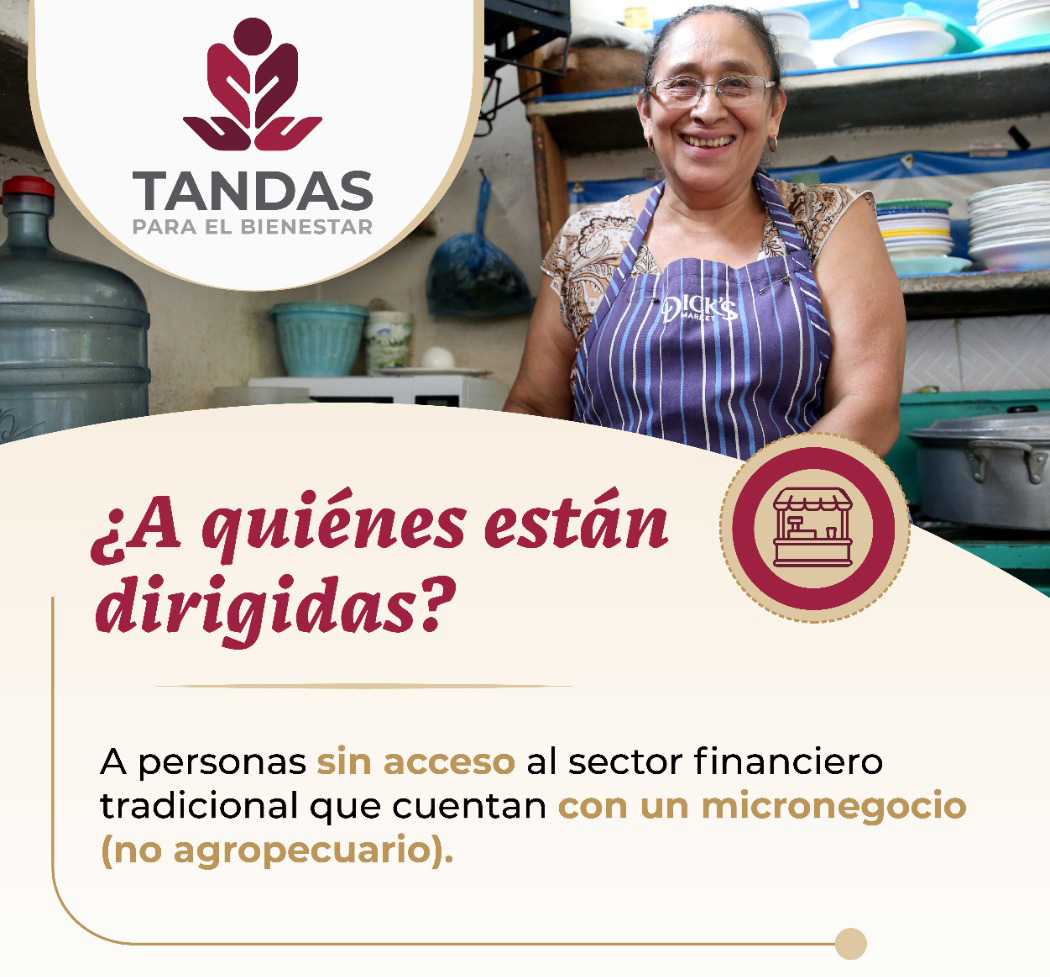 TANDAS
PARA EL BIENESTAR
DICK'S
MARKET
¿A quiénes están
dirigidas?
A personas sin acceso al sector financiero
tradicional que cuentan con un micronegocio
(no agropecuario).